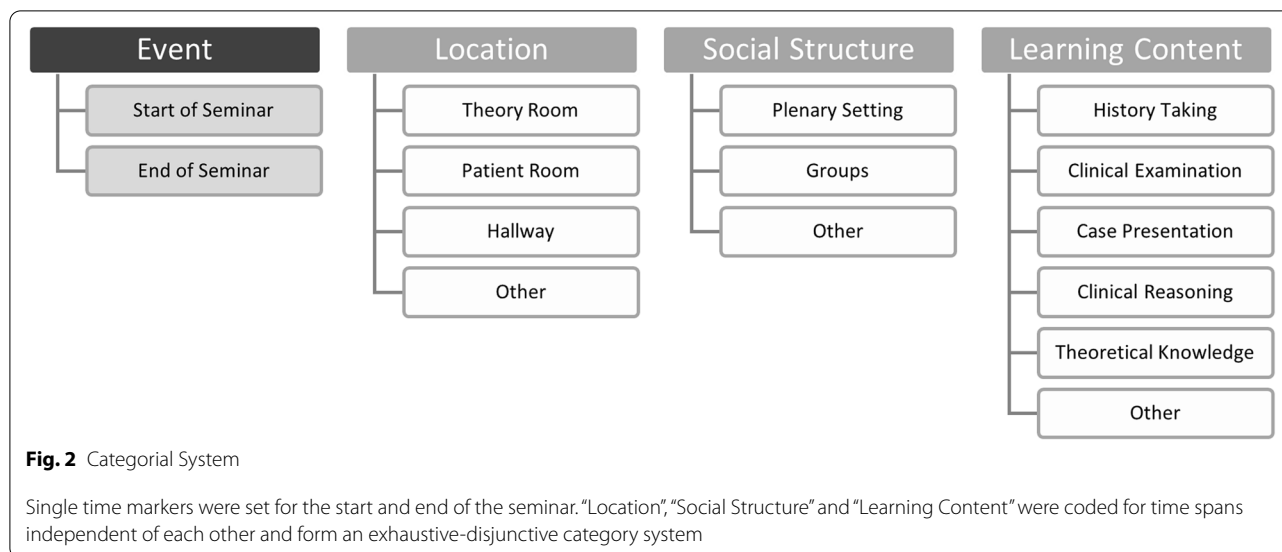 Event
Start of Seminar
End of Seminar
Location
Theory Room
Patient Room
Hallway
Other
Social Structure
Plenary Setting
Groups
Other
Learning Content
History Taking
Clinical Examination
Case Presentation
Clinical Reasoning
Theoretical Knowledge
Other
Fig. 2 Categorial System
Single time markers were set for the start and end of the seminar. “Location”, “Social Structure” and “Learning Content” were coded for time spans
independent of each other and form an exhaustive-disjunctive category system